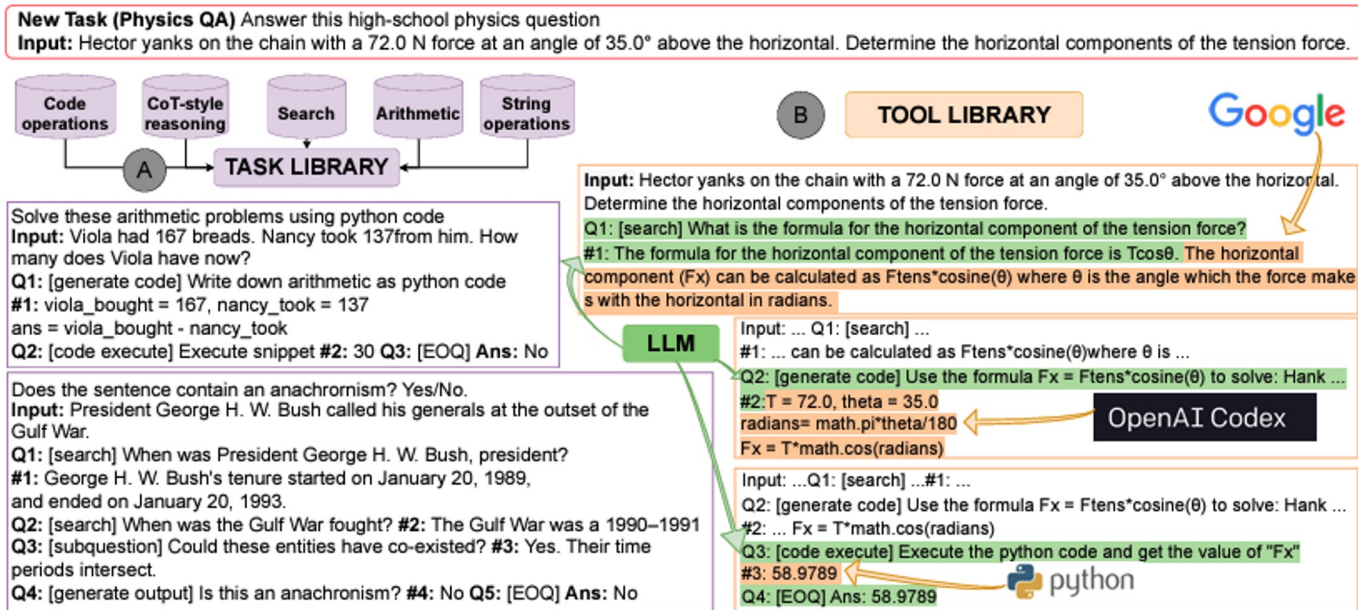 New Task (Physics QA) Answer this high-school physics question
Input: Hector yanks on the chain with a 72.0 N force at an angle of 35.0° above the horizontal. Determine the horizontal components of the tension force.
Code
operations
CoT-style
reasoning
Search
Arithmetic
String
operations
A
TASK LIBRARY
Solve these arithmetic problems using python code
Input: Viola had 167 breads. Nancy took 137from him. How
many does Viola have now?
Q1: [generate code] Write down arithmetic as python code
#1: viola_bought = 167, nancy_took = 137
ans = viola_bought - nancy_took
Q2: [code execute] Execute snippet #2: 30 Q3: [EOQ] Ans: No
Does the sentence contain an anachrornism? Yes/No.
Input: President George H. W. Bush called his generals at the outset of the
Gulf War.
Q1: [search] When was President George H. W. Bush, president?
#1: George H. W. Bush's tenure started on January 20, 1989,
and ended on January 20, 1993.
Q2: [search] When was the Gulf War fought? #2: The Gulf War was a 1990–1991
Q3: [subquestion] Could these entities have co-existed? #3: Yes. Their time
periods intersect.
Q4: [generate output] Is this an anachronism? #4: No Q5: [EOQ] Ans: No
B
TOOL LIBRARY
Google
Input: Hector yanks on the chain with a 72.0 N force at an angle of 35.0° above the horizontal.
Determine the horizontal components of the tension force.
Q1: [search] What is the formula for the horizontal component of the tension force?
#1: The formula for the horizontal component of the tension force is Tcosθ. The horizontal
component (Fx) can be calculated as Ftens*cosine(θ) where θ is the angle which the force make
s with the horizontal in radians.
LLM
Input: ... Q1: [search] ...
#1: ... can be calculated as Ftens*cosine(θ)where θ is ...
Q2: [generate code] Use the formula Fx = Ftens*cosine(θ) to solve: Hank ...
#2:T = 72.0, theta = 35.0
radians= math.pi*theta/180
Fx = T*math.cos(radians)
OpenAI Codex
Input: ...Q1: [search] ...#1: ...
Q2: [generate code] Use the formula Fx = Ftens*cosine(θ) to solve: Hank ...
#2: ... Fx = T*math.cos(radians)
Q3: [code execute] Execute the python code and get the value of "Fx"
#3: 58.9789
python
Q4: [EOQ] Ans: 58.9789